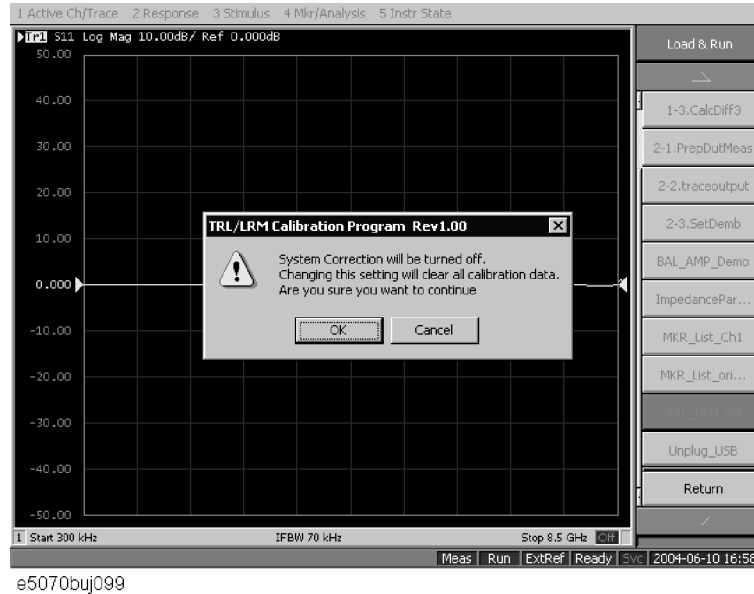 1 Active Ch/Trace 2 Response 3 Stimulus 4 Mkr/Analysis 5 Instr State
Tr1 S11 Log Mag 10.00dB/ Ref 0.000dB
50.00
40.00
30.00
20.00
10.00
0.000
-10.00
-20.00
-30.00
-40.00
-50.00
TRL/LRM Calibration Program Rev1.00
System Correction will be turned off.
Changing this setting will clear all calibration data.
Are you sure you want to continue
OK Cancel
1 Start 300 kHz IFBW 70 kHz Stop 8.5 GHz Off
Load & Run
1-3.CalcDiff3
2-1.PrepDutMeas
2-2.traceoutput
2-3.SetDemb
BAL_AMP_Demo
ImpedancePar...
MKR_List_Ch1
MKR_List_ori...
TRL_LRM_cal
Unplug_USB
Return
Meas Run ExtRef Ready Svc 2004-06-10 16:58
e5070buj099